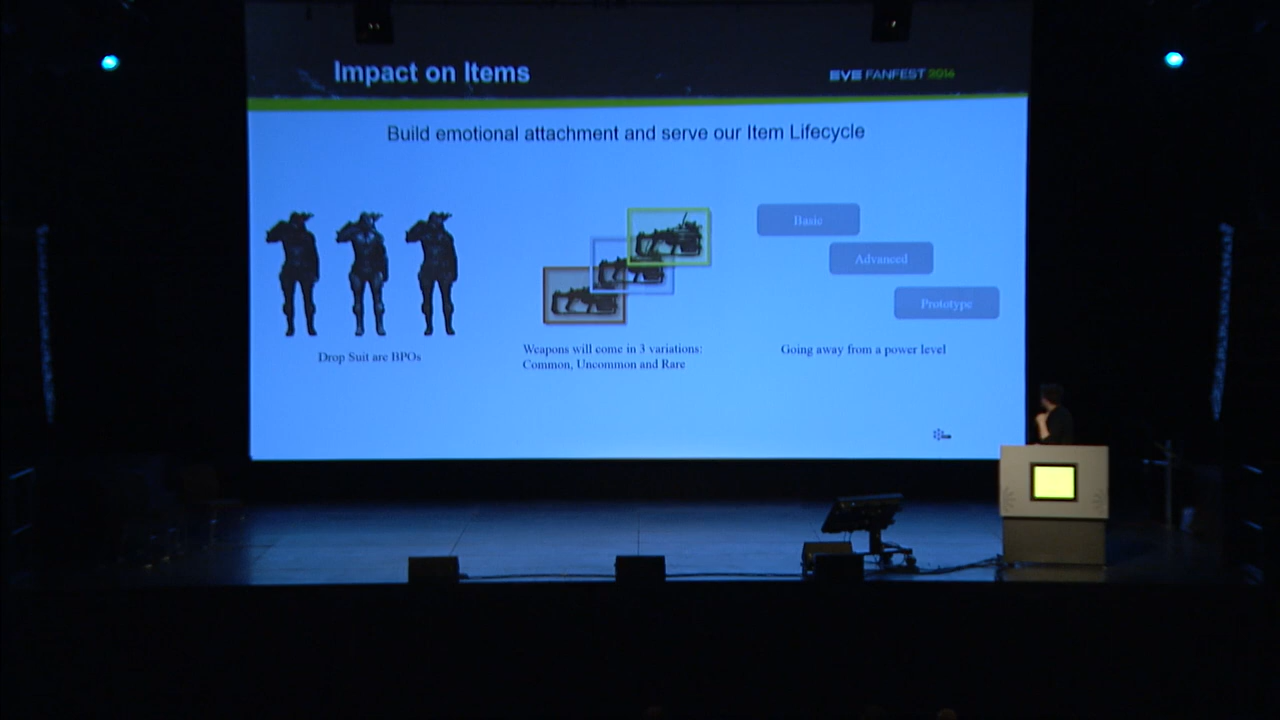 Impact on Items
EVE FANFEST 2014
Build emotional attachment and serve our Item Lifecycle
Basic
Advanced
Prototype
Drop Suit are BPOs
Weapons will come in 3 variations:
Common, Uncommon and Rare
Going away from a power level